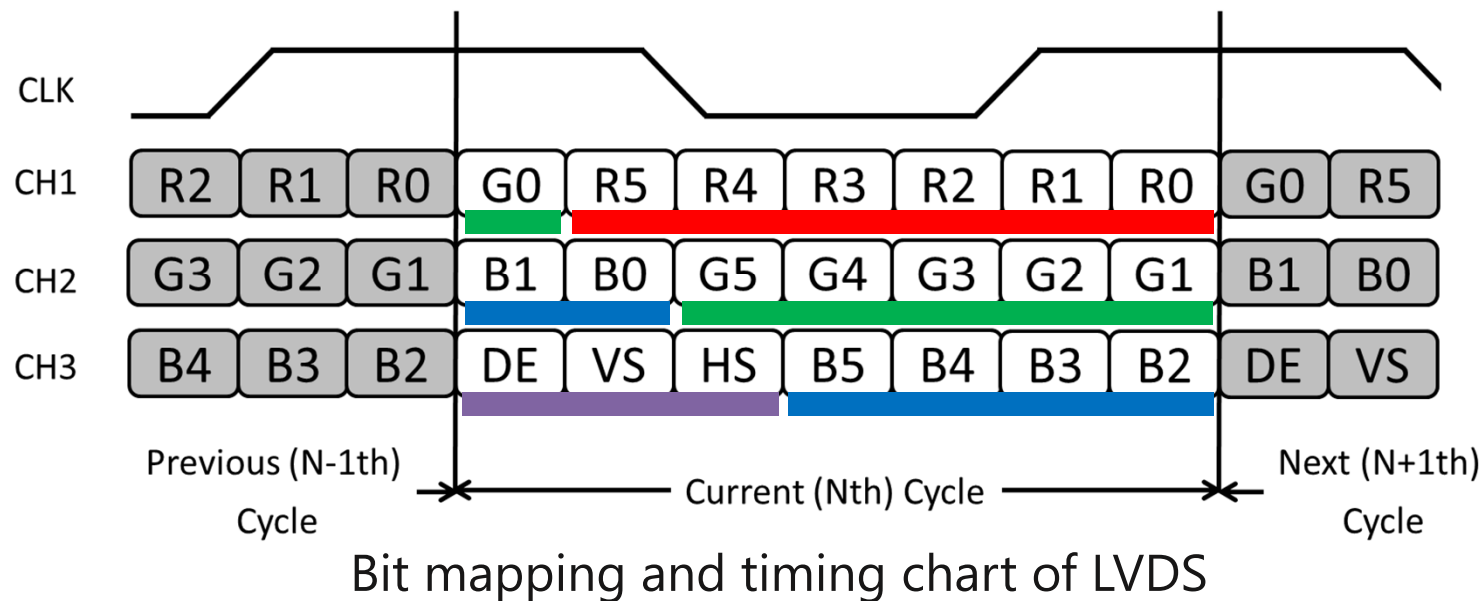 CLK
CH1 R2 R1 R0 G0 R5 R4 R3 R2 R1 R0 G0 R5
CH2 G3 G2 G1 B1 B0 G5 G4 G3 G2 G1 B1 B0
CH3 B4 B3 B2 DE VS HS B5 B4 B3 B2 DE VS
Previous (N-1th)
Cycle
Current (Nth) Cycle
Next (N+1th)
Cycle
Bit mapping and timing chart of LVDS